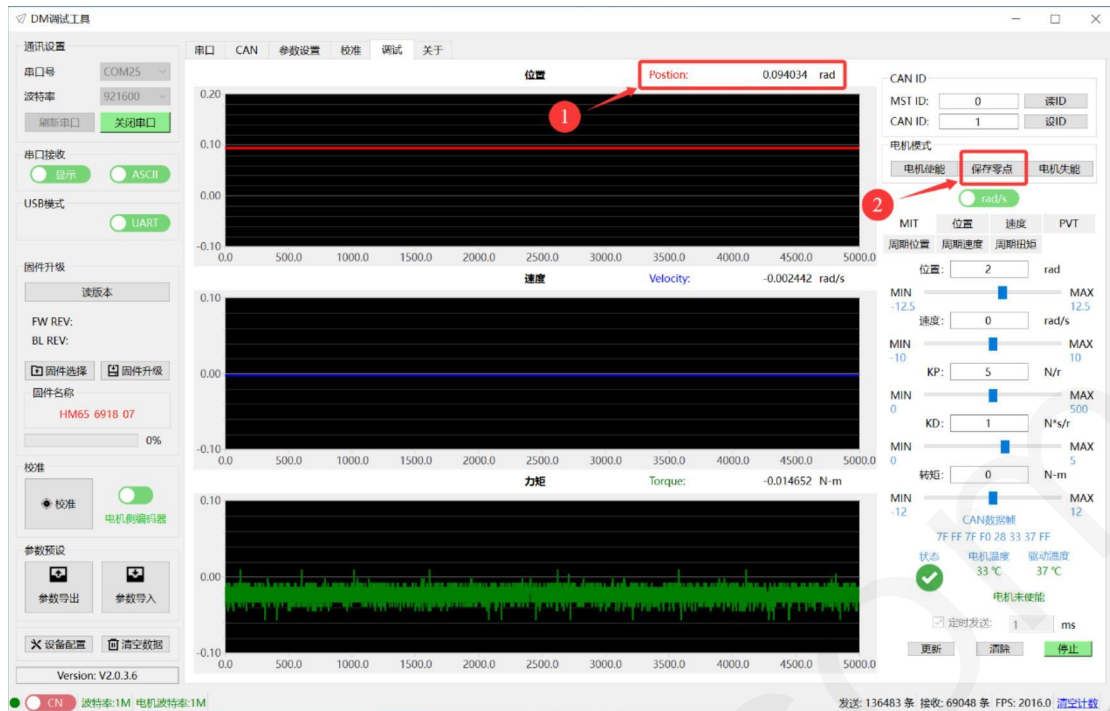 DM调试工具
通讯设置
串口号 COM25
波特率 921600
刷新串口 关闭串口
串口接收
显示 ASCII
USB模式
UART
固件升级
读版本
FW REV:
BL REV:
固件选择 固件升级
固件名称
HM65 6918 07
0%
校准
校准 电机侧编码器
参数预设
参数导出 参数导入
设备配置 清空数据
Version: V2.0.3.6
串口 CAN 参数设置 校准 调试 关于
位置 Postion: 0.094034 rad
1
0.20
0.10
0.00
-0.10
0.0 500.0 1000.0 1500.0 2000.0 2500.0 3000.0 3500.0 4000.0 4500.0 5000.0
速度 Velocity: -0.002442 rad/s
0.10
0.00
-0.10
0.0 500.0 1000.0 1500.0 2000.0 2500.0 3000.0 3500.0 4000.0 4500.0 5000.0
力矩 Torque: -0.014652 N-m
0.10
0.00
-0.10
0.0 500.0 1000.0 1500.0 2000.0 2500.0 3000.0 3500.0 4000.0 4500.0 5000.0
CAN ID
MST ID: 0 读ID
CAN ID: 1 设ID
电机模式
电机使能 保存零点 电机失能
2
rad/s
MIT 位置 速度 PVT
周期位置 周期速度 周期扭矩
位置: 2 rad
MIN MAX
-12.5 12.5
速度: 0 rad/s
MIN MAX
-10 10
KP: 5 N/r
MIN MAX
0 500
KD: 1 N*s/r
MIN MAX
0 5
转矩: 0 N-m
MIN MAX
-12 12
CAN数据帧
7F FF 7F F0 28 33 37 FF
状态 电机温度 驱动温度
33 ℃ 37 ℃
电机未使能
定时发送: 1 ms
更新 清除 停止
CN 波特率:1M 电机波特率:1M
发送: 136483 条 接收: 69048 条 FPS: 2016.0 清空计数